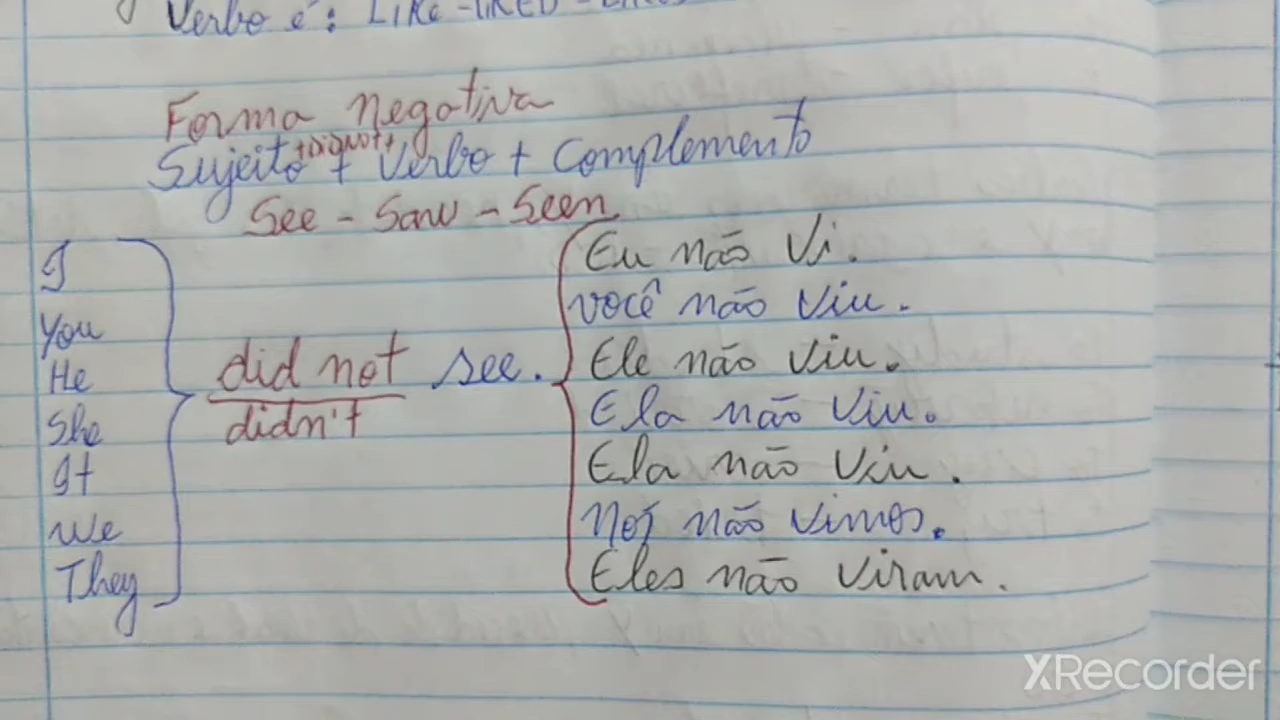 Verbo é: Like - LIKED -
Forma negativa
Sujeito + DID NOT + Verbo + Complemento
See - Saw - Seen
I
You
He
She
It
We
They
did not see.
didn't
Eu não vi.
você não viu.
Ele não viu.
Ela não viu.
Ela não viu.
Nós não vimos.
Eles não viram.
XRecorder